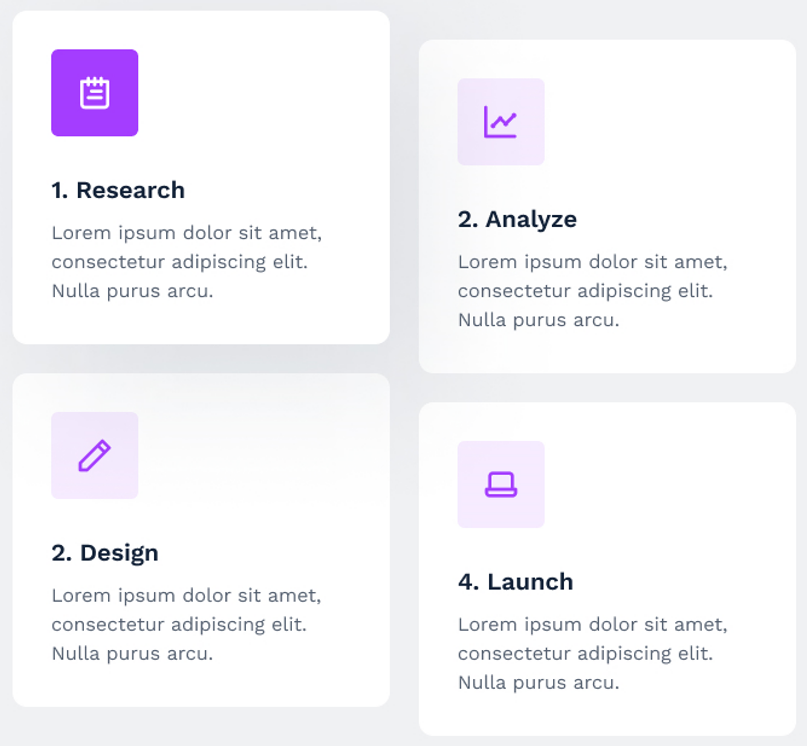 1. Research
Lorem ipsum dolor sit amet,
consectetur adipiscing elit.
Nulla purus arcu.
2. Analyze
Lorem ipsum dolor sit amet,
consectetur adipiscing elit.
Nulla purus arcu.
2. Design
Lorem ipsum dolor sit amet,
consectetur adipiscing elit.
Nulla purus arcu.
4. Launch
Lorem ipsum dolor sit amet,
consectetur adipiscing elit.
Nulla purus arcu.